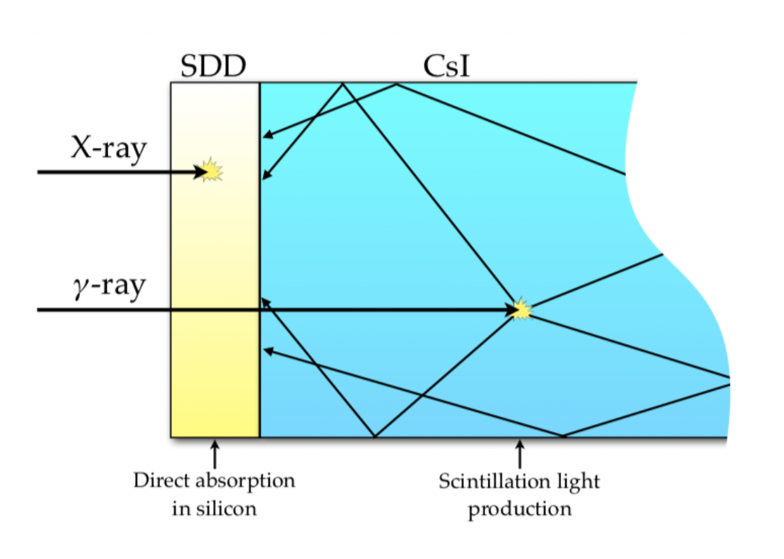 SDD
CsI
X-ray
γ-ray
Direct absorption
in silicon
Scintillation light
production